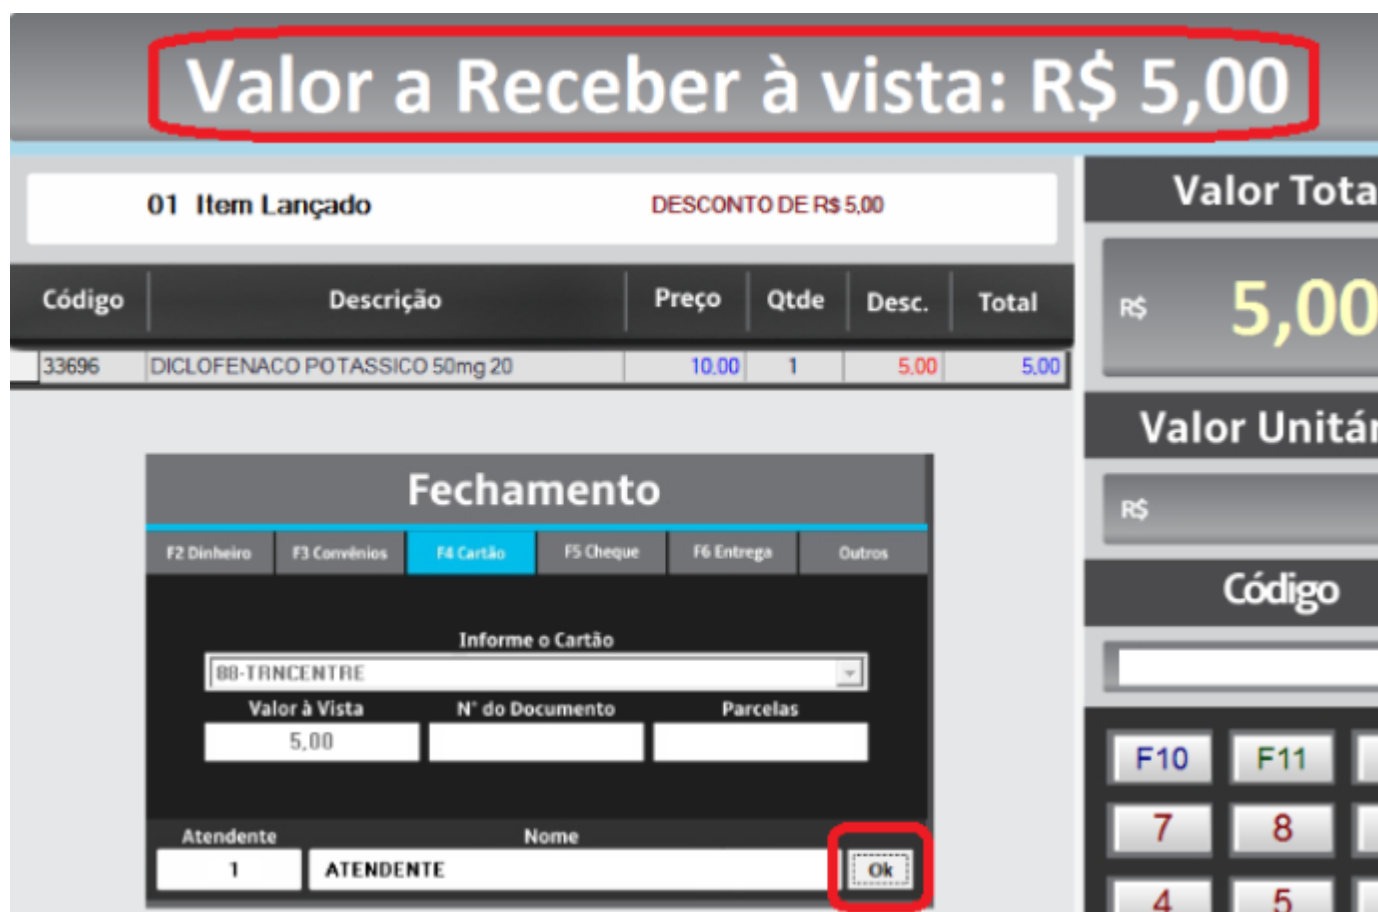 Valor a Receber à vista: R$ 5,00
01 Item Lançado
DESCONTO DE R$ 5,00
Código Descrição Preço Qtde Desc. Total
33696 DICLOFENACO POTASSICO 50mg 20 10,00 1 5,00 5,00
Valor Tota
R$ 5,00
Valor Unitár
R$
Código
Fechamento
F2 Dinheiro F3 Convênios F4 Cartão F5 Cheque F6 Entrega Outros
Informe o Cartão
88-TRNCENTRE
Valor à Vista N° do Documento Parcelas
5,00
Atendente Nome
1 ATENDENTE Ok
F10 F11
7 8
4 5